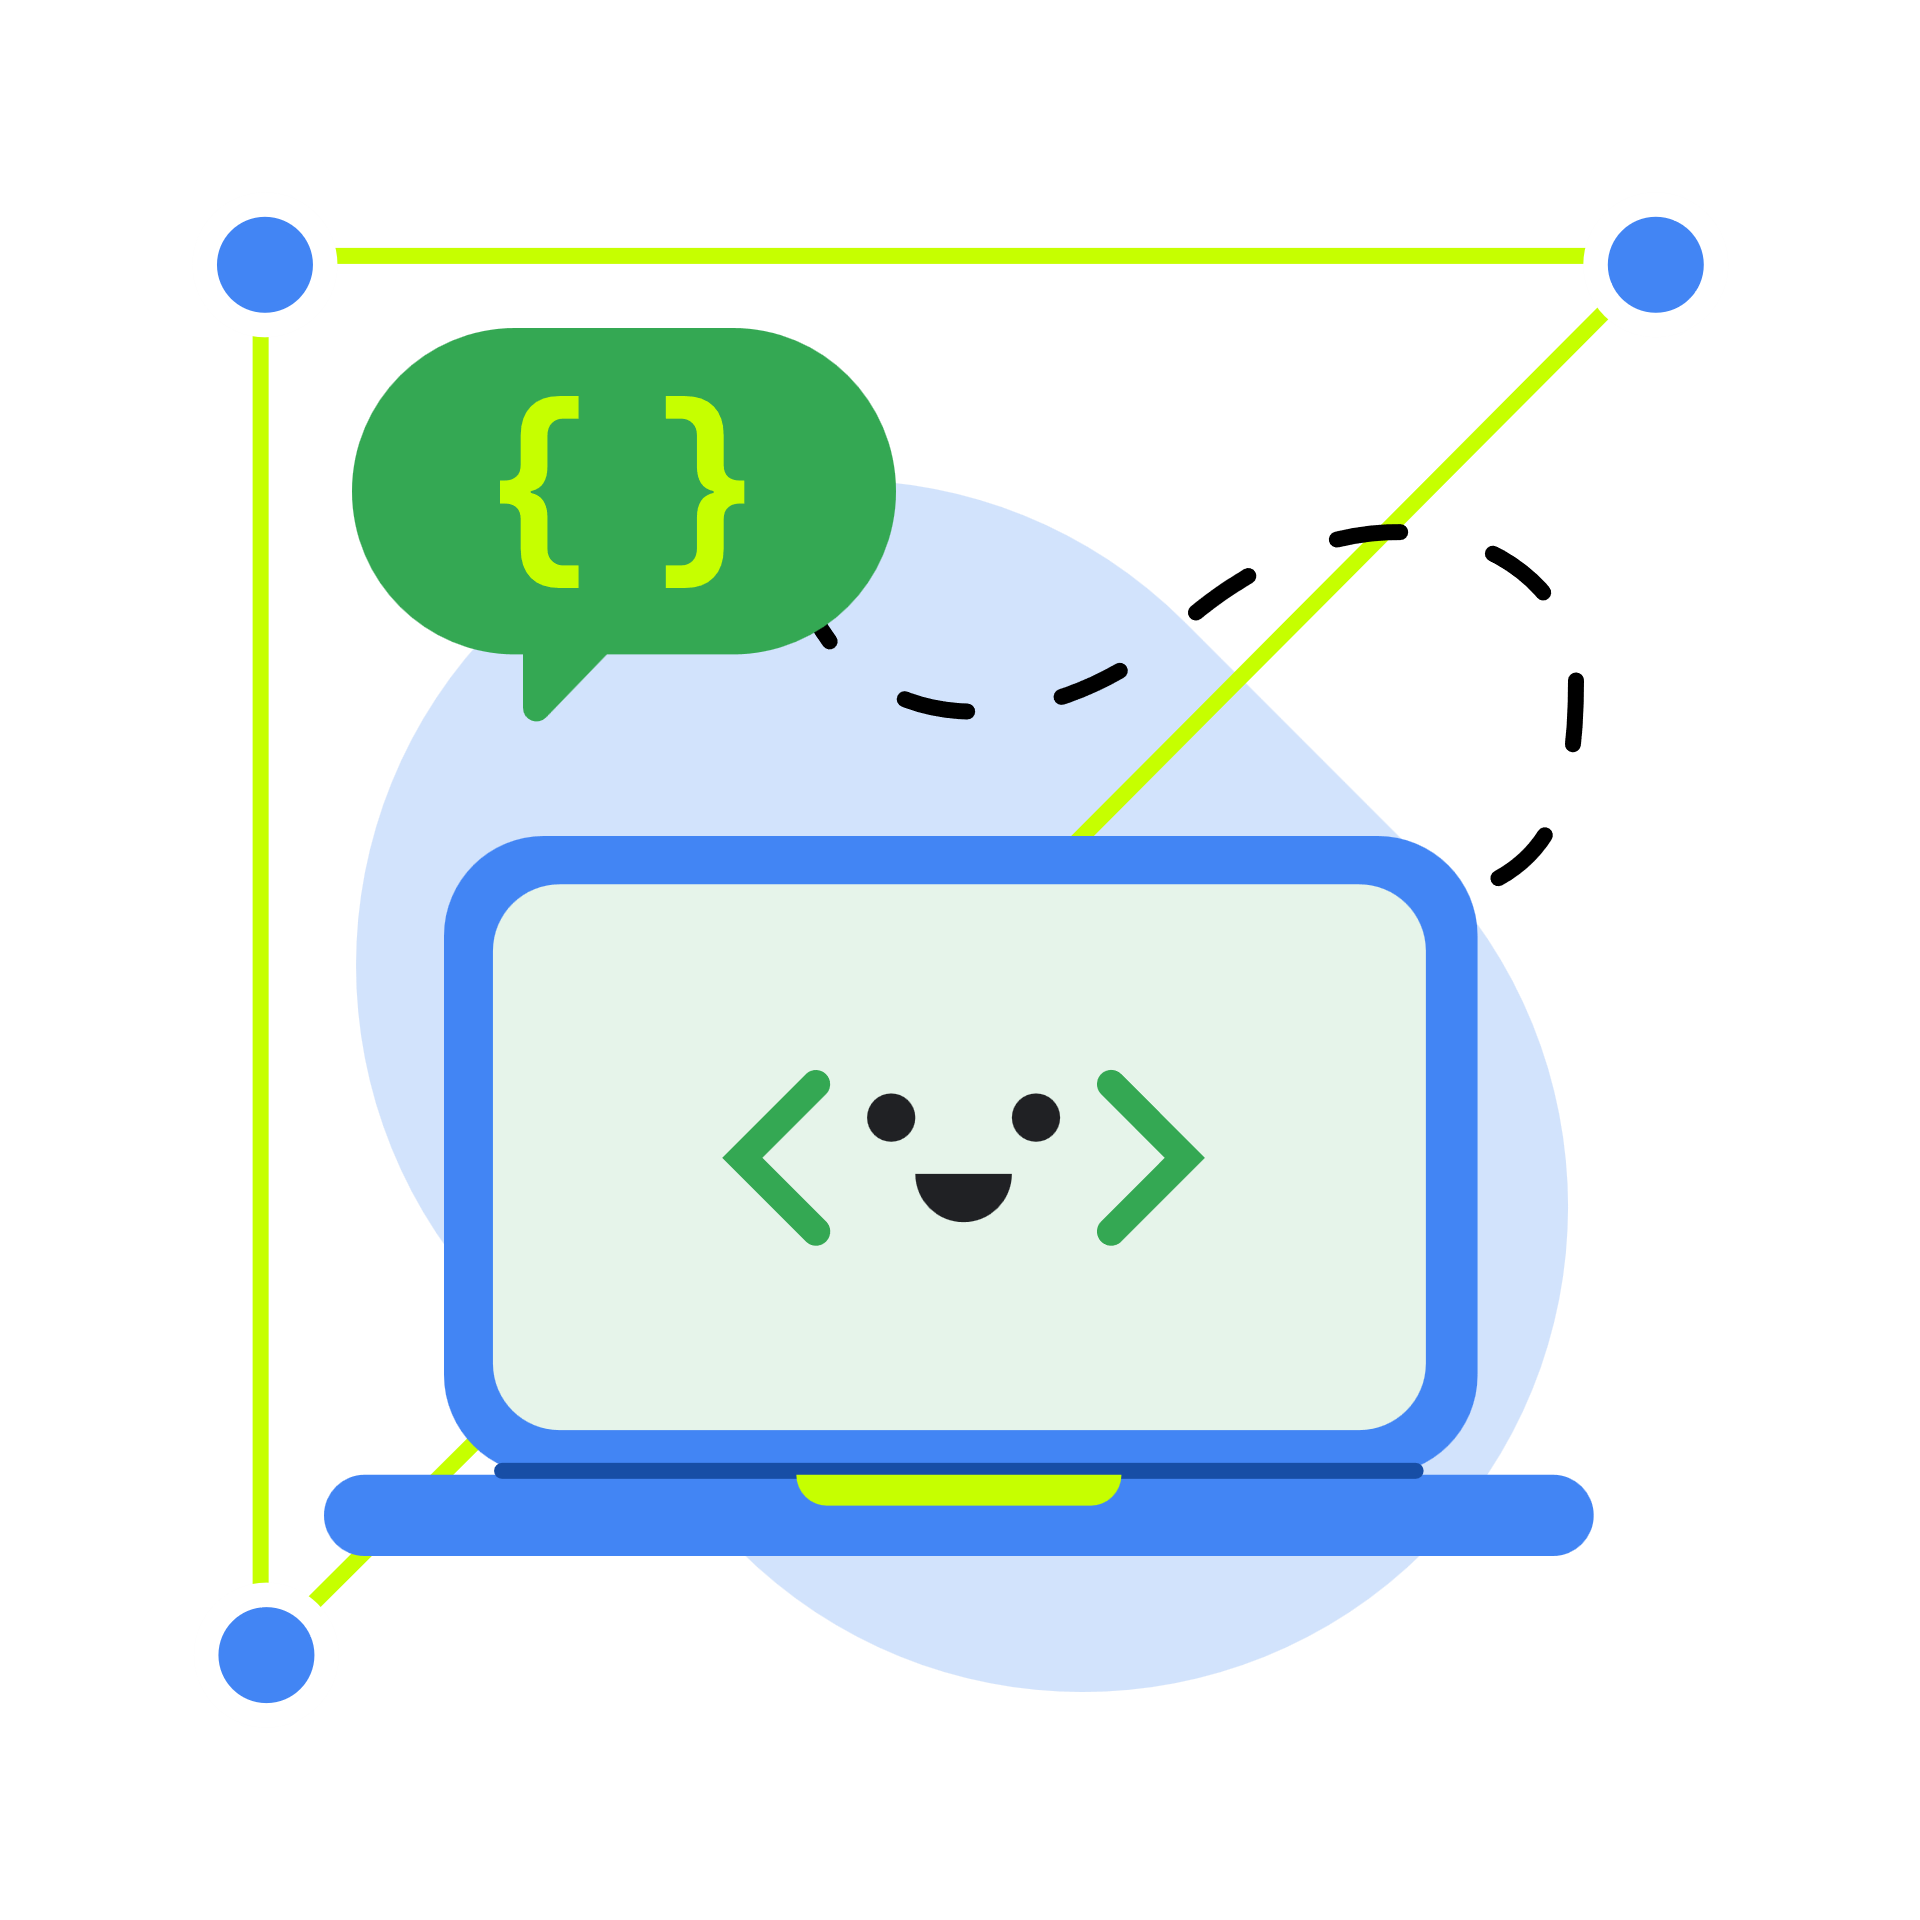 { }
< >